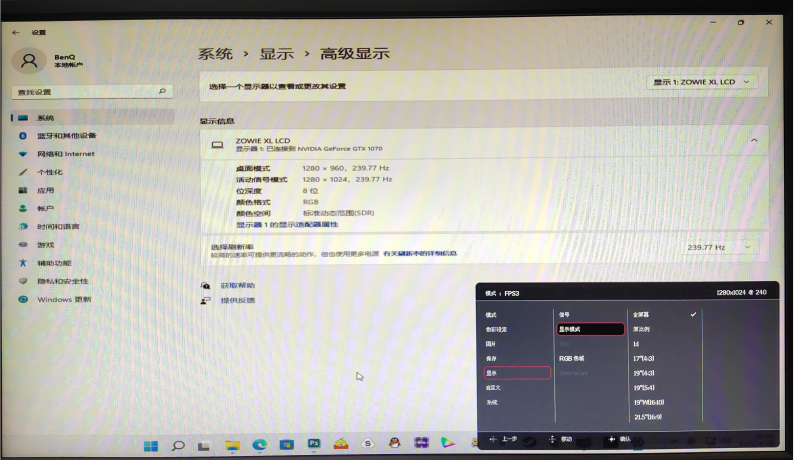 设置
BenQ
本地帐户
查找设置
系统
蓝牙和其他设备
网络和 Internet
个性化
应用
帐户
时间和语言
游戏
辅助功能
隐私和安全性
Windows 更新
系统 › 显示 › 高级显示
选择一个显示器以查看或更改其设置
显示 1: ZOWIE XL LCD
显示信息
ZOWIE XL LCD
显示器 1: 已连接到 NVIDIA GeForce GTX 1070
桌面模式 1280 × 960，239.77 Hz
活动信号模式 1280 × 1024，239.77 Hz
位深度 8 位
颜色格式 RGB
颜色空间 标准动态范围(SDR)
显示器 1 的显示适配器属性
选择刷新率
239.77 Hz
较高的速率可提供更流畅的动作，但也使用更多电源 有关刷新率的详细信息
获取帮助
提供反馈
模式 : FPS3
1280x1024 @ 240
模式
色彩设定
图片
保存
显示
自定义
系统
信号
显示模式
RGB 色域
全屏幕
原比例
1:1
17"(4:3)
19"(4:3)
19"(5:4)
19"W(16:10)
21.5"(16:9)
上一步
移动
确认
Ps
S